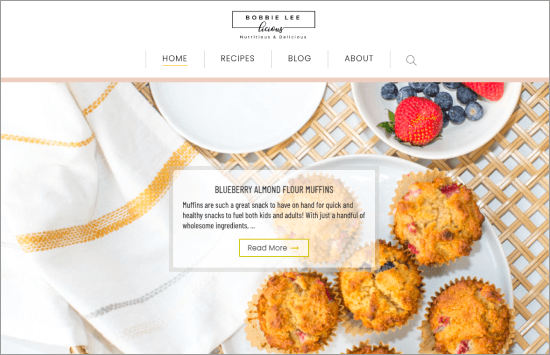 BOBBIE LEE
licious
Nutritious & Delicious
HOME RECIPES BLOG ABOUT
BLUEBERRY ALMOND FLOUR MUFFINS
Muffins are such a great snack to have on hand for quick and
healthy snacks to fuel both kids and adults! With just a handful of
wholesome ingredients, ...
Read More →